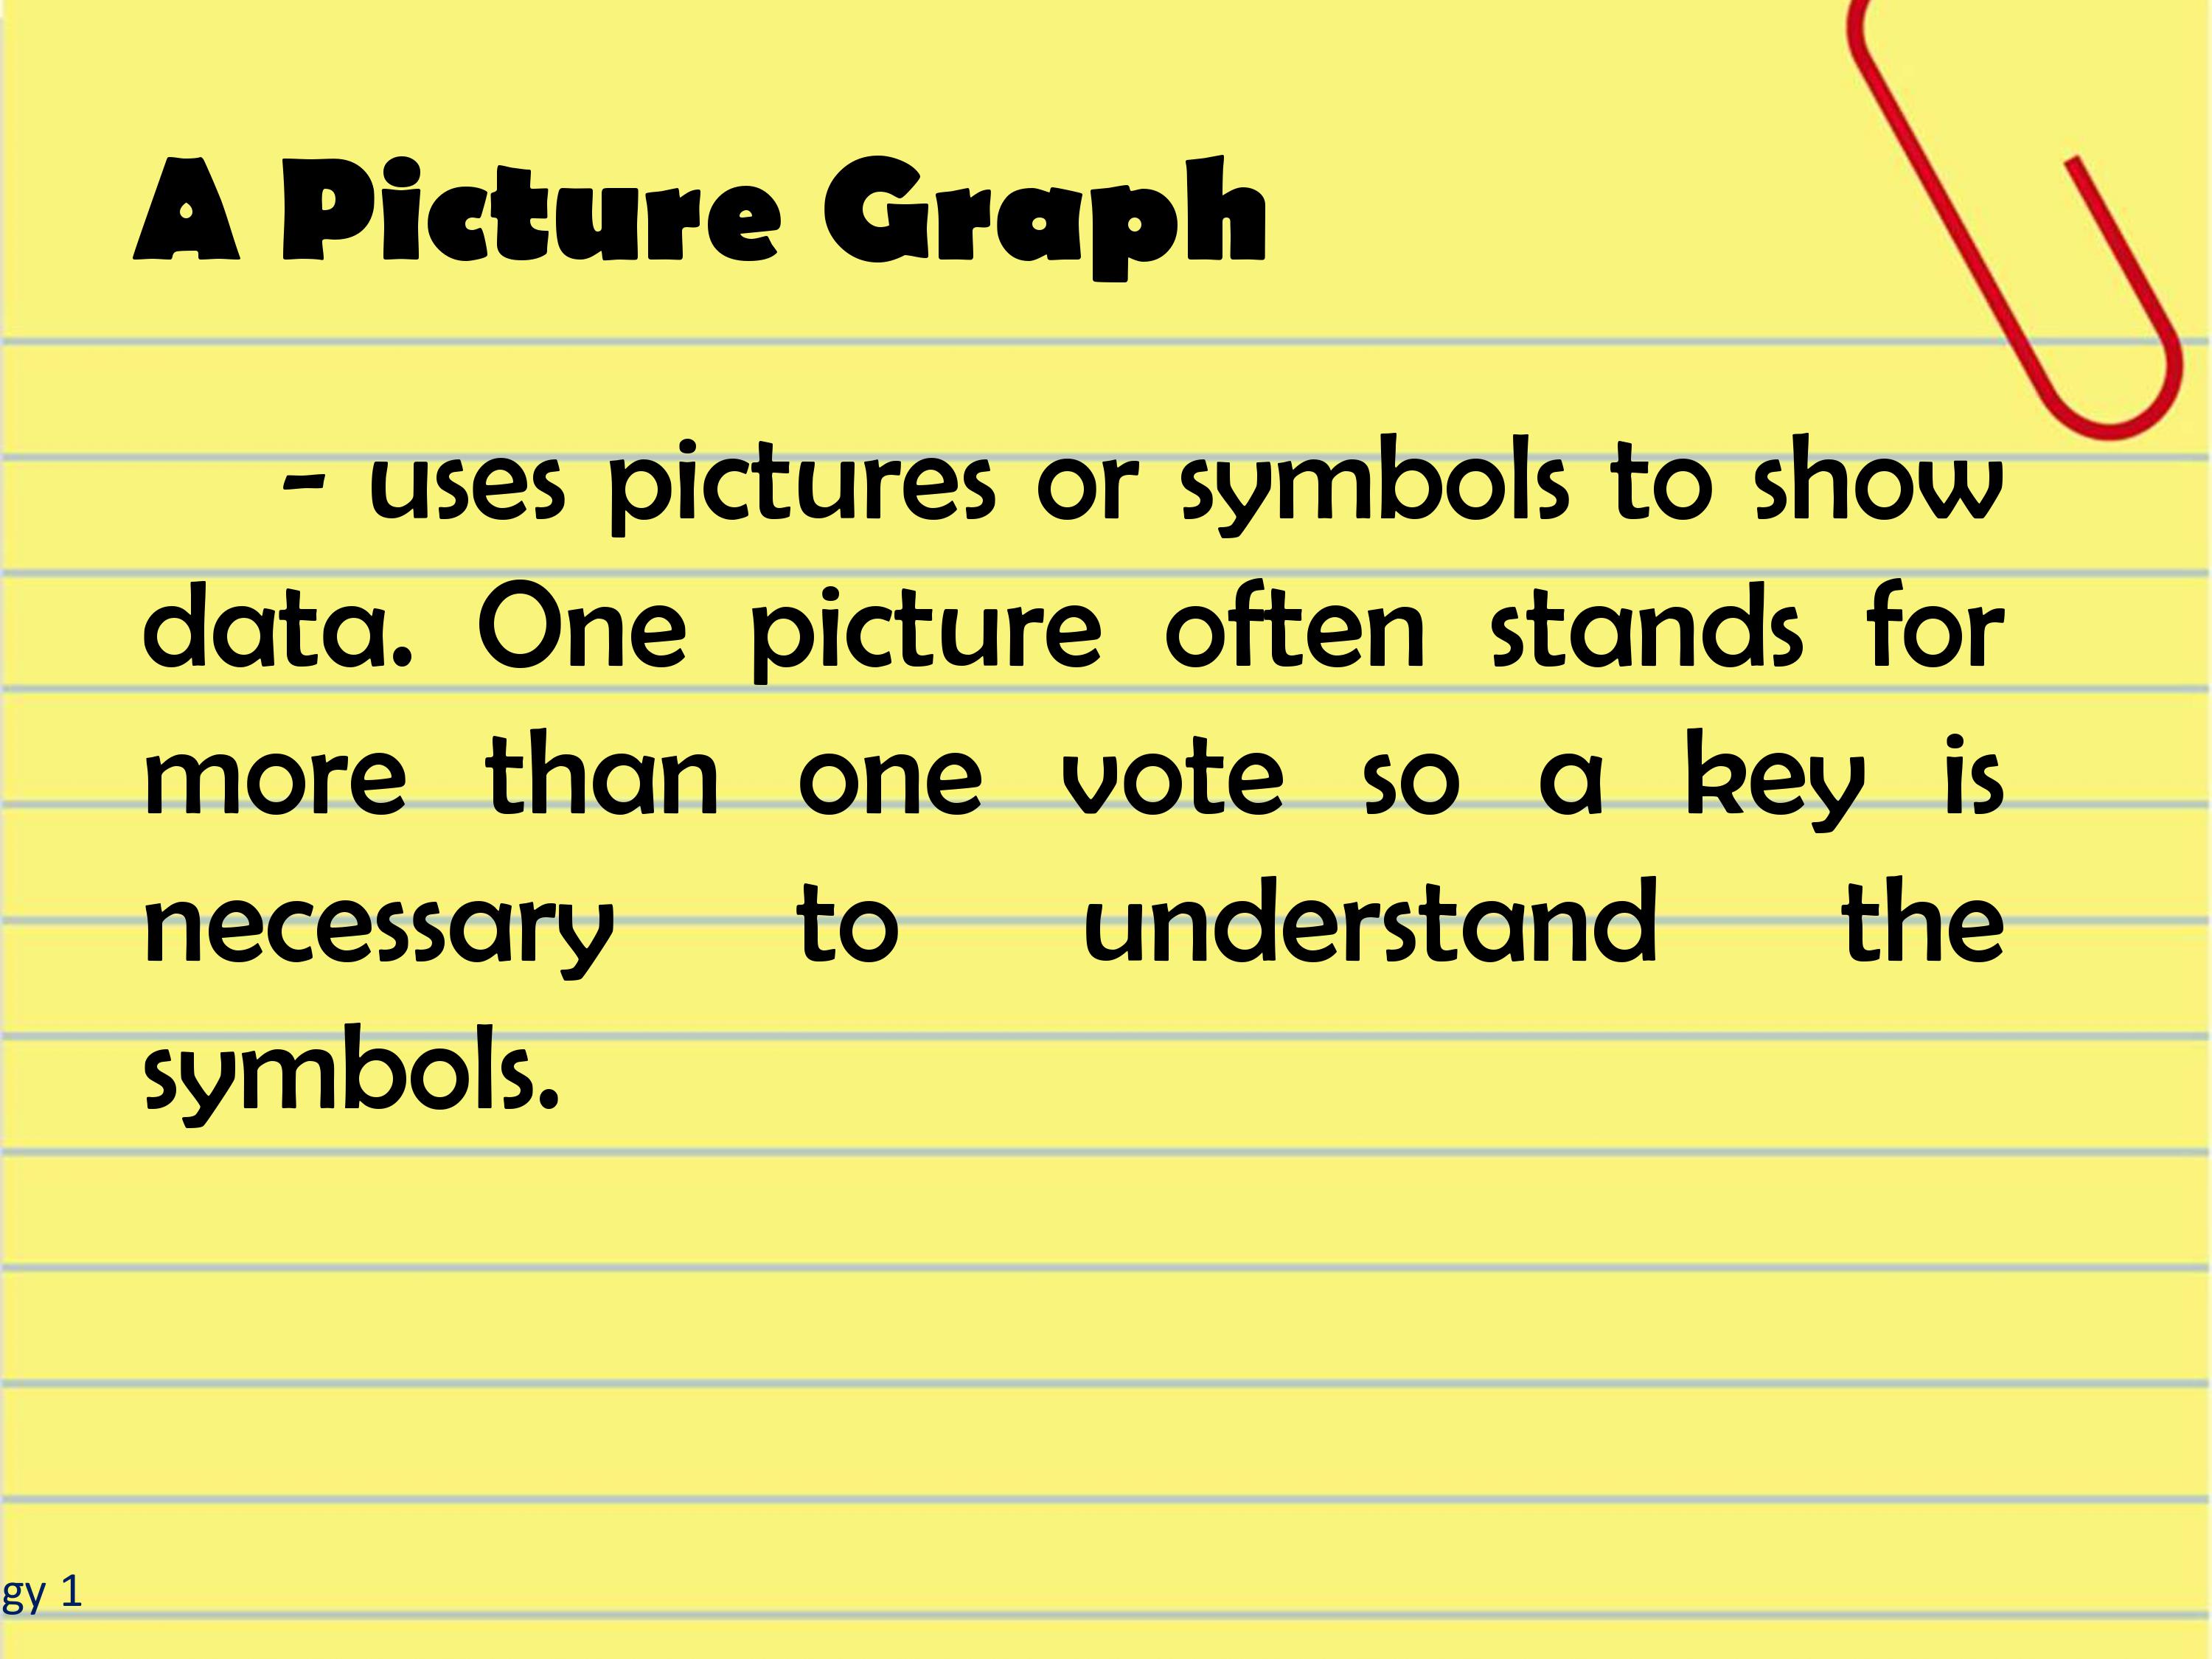 A Picture Graph
- uses pictures or symbols to show
data. One picture often stands for
more than one vote so a key is
necessary to understand the
symbols.
gy 1